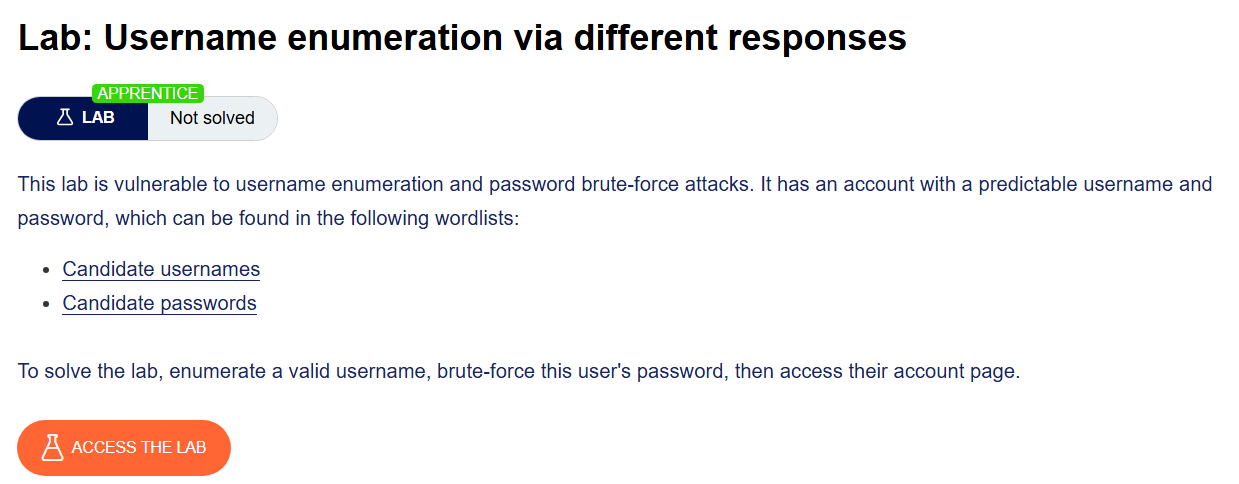 Lab: Username enumeration via different responses
APPRENTICE
LAB
Not solved
This lab is vulnerable to username enumeration and password brute-force attacks. It has an account with a predictable username and
password, which can be found in the following wordlists:
Candidate usernames
Candidate passwords
To solve the lab, enumerate a valid username, brute-force this user's password, then access their account page.
ACCESS THE LAB